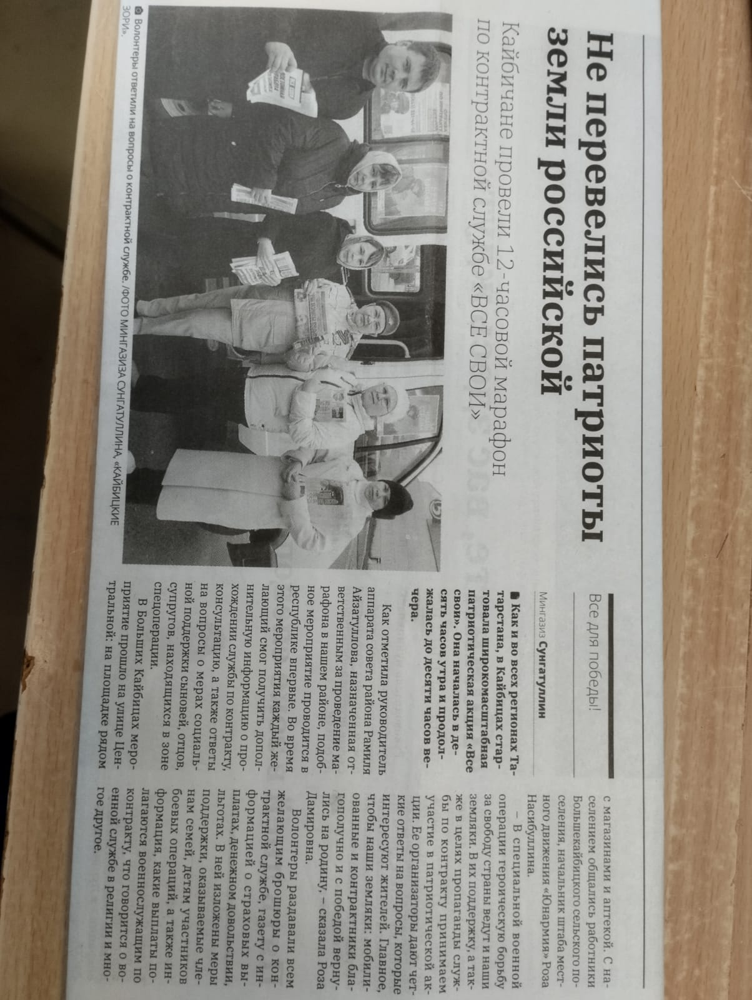 Не перевелись патриоты
земли российской
Кайбичане провели 12-часовой марафон
по контрактной службе «ВСЕ СВОИ»
Волонтеры ответили на вопросы о контрактной службе. /ФОТО МИНГАЗИЗА СУНГАТУЛЛИНА, «КАЙБИЦКИЕ
ЗОРИ».
Все для победы!
Мингазиз Сунгатуллин
Как и во всех регионах Та-
тарстана, в Кайбицах стар-
товала широкомасштабная
патриотическая акция «Все
свои». Она началась в де-
сять часов утра и продол-
жалась до десяти часов ве-
чера.
Как отметила руководитель
аппарата совета района Рамиля
Айзатуллова, назначенная от-
ветственным за проведение ма-
рафона в нашем районе, подоб-
ное мероприятие проводится в
республике впервые. Во время
этого мероприятия каждый же-
лающий смог получить допол-
нительную информацию о про-
хождении службы по контракту,
консультацию, а также ответы
на вопросы о мерах социаль-
ной поддержки сыновей, отцов,
супругов, находящихся в зоне
спецоперации.
В Больших Кайбицах меро-
приятие прошло на улице Цен-
тральной: на площадке рядом
с магазинами и аптекой. С на-
селением общались работники
Большекайбицкого сельского по-
селения, начальник штаба мест-
ного движения «Юнармия» Роза
Насибуллина.
– В специальной военной
операции героическую борьбу
за свободу страны ведут и наши
земляки. В их поддержку, а так-
же в целях пропаганды служ-
бы по контракту принимаем
участие в патриотической ак-
ции. Ее организаторы дают чет-
кие ответы на вопросы, которые
интересуют жителей. Главное,
чтобы наши земляки: мобили-
зованные и контрактники бла-
гополучно и с победой верну-
лись на родину, – сказала Роза
Дамировна.
Волонтеры раздавали всем
желающим брошюры о кон-
трактной службе, газету с ин-
формацией о страховых вы-
платах, денежном довольствии,
льготах. В ней изложены меры
поддержки, оказываемые чле-
нам семей, детям участников
боевых операций, а также ин-
формация, какие выплаты по-
лагаются военнослужащим по
контракту, что говорится о во-
енной службе в религии и мно-
гое другое.